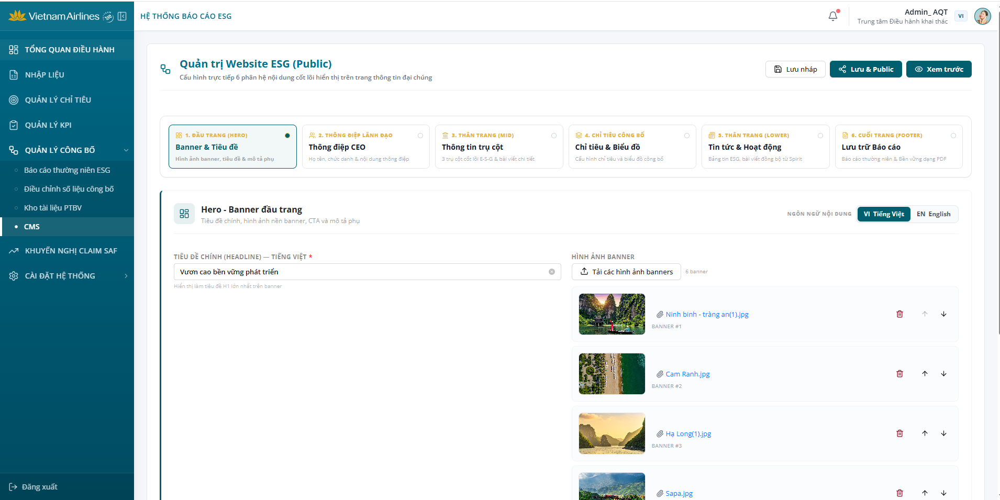 Vietnam Airlines
HỆ THỐNG BÁO CÁO ESG
Admin_ AQT
Trung tâm Điều hành khai thác
VI
TỔNG QUAN ĐIỀU HÀNH
NHẬP LIỆU
QUẢN LÝ CHỈ TIÊU
QUẢN LÝ KPI
QUẢN LÝ CÔNG BỐ
Báo cáo thường niên ESG
Điều chỉnh số liệu công bố
Kho tài liệu PTBV
CMS
KHUYẾN NGHỊ CLAIM SAF
CÀI ĐẶT HỆ THỐNG
Đăng xuất
Quản trị Website ESG (Public)
Cấu hình trực tiếp 6 phân hệ nội dung cốt lõi hiển thị trên trang thông tin đại chúng
Lưu nháp
Lưu & Public
Xem trước
1. ĐẦU TRANG (HERO)
Banner & Tiêu đề
Hình ảnh banner, tiêu đề & mô tả phụ
2. THÔNG ĐIỆP LÃNH ĐẠO
Thông điệp CEO
Họ tên, chức danh & nội dung thông điệp
3. THÂN TRANG (MID)
Thông tin trụ cột
3 trụ cột cốt lõi E-S-G & bài viết chi tiết
4. CHỈ TIÊU CÔNG BỐ
Chỉ tiêu & Biểu đồ
Cấu hình chỉ tiêu và biểu đồ công bố
5. THÂN TRANG (LOWER)
Tin tức & Hoạt động
Bảng tin ESG, bài viết đồng bộ từ Spirit
6. CUỐI TRANG (FOOTER)
Lưu trữ Báo cáo
Báo cáo thường niên & Bền vững dạng PDF
Hero - Banner đầu trang
Tiêu đề chính, hình ảnh nền banner, CTA và mô tả phụ
NGÔN NGỮ NỘI DUNG
VI Tiếng Việt
EN English
TIÊU ĐỀ CHÍNH (HEADLINE) — TIẾNG VIỆT *
Vươn cao bền vững phát triển
Hiển thị làm tiêu đề H1 lớn nhất trên banner
HÌNH ẢNH BANNER
Tải các hình ảnh banners
6 banner
Ninh bình - tràng an(1).jpg
BANNER #1
Cam Ranh.jpg
BANNER #2
Hạ Long(1).jpg
BANNER #3
Sapa.jpg